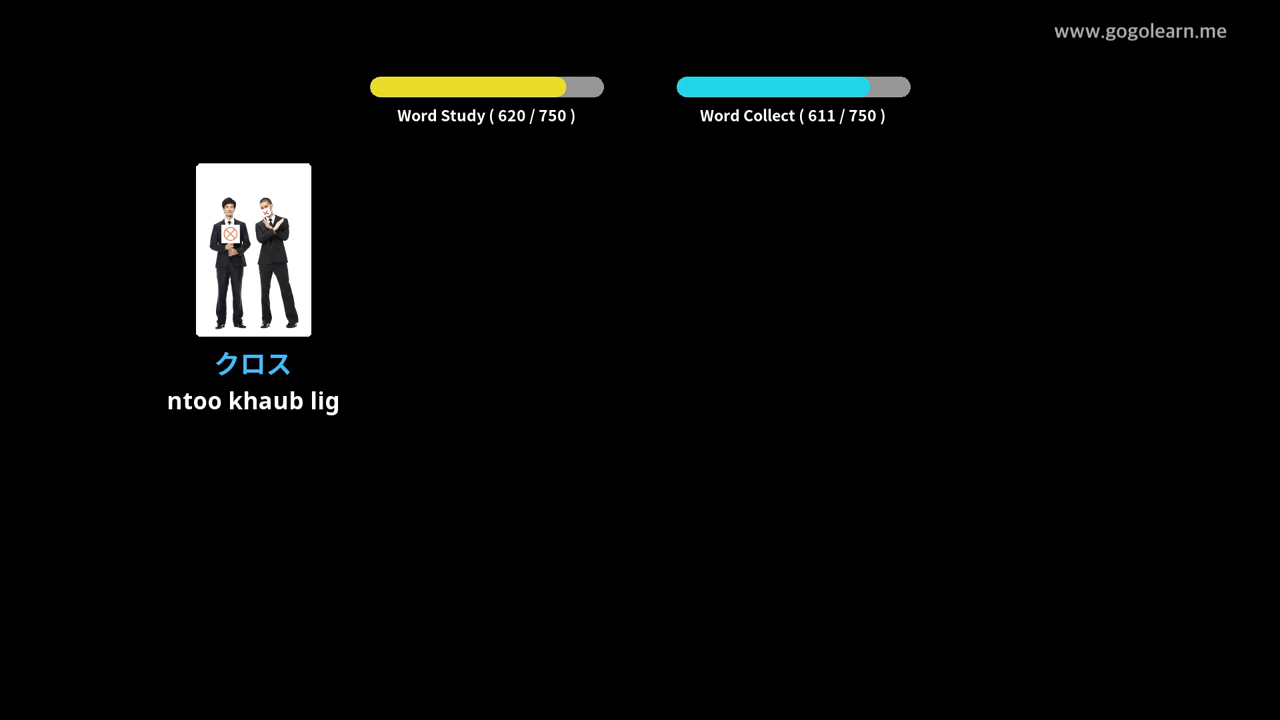 www.gogolearn.me
Word Study ( 620 / 750 )
Word Collect ( 611 / 750 )
クロス
ntoo khaub lig